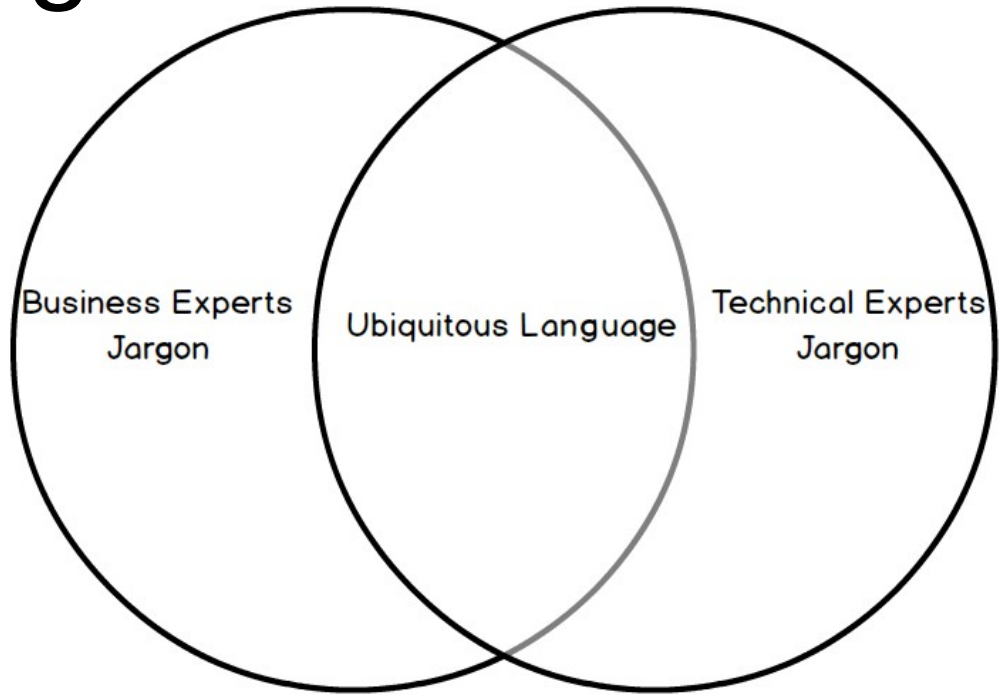 Business Experts
Jargon
Ubiquitous Language
Technical Experts
Jargon